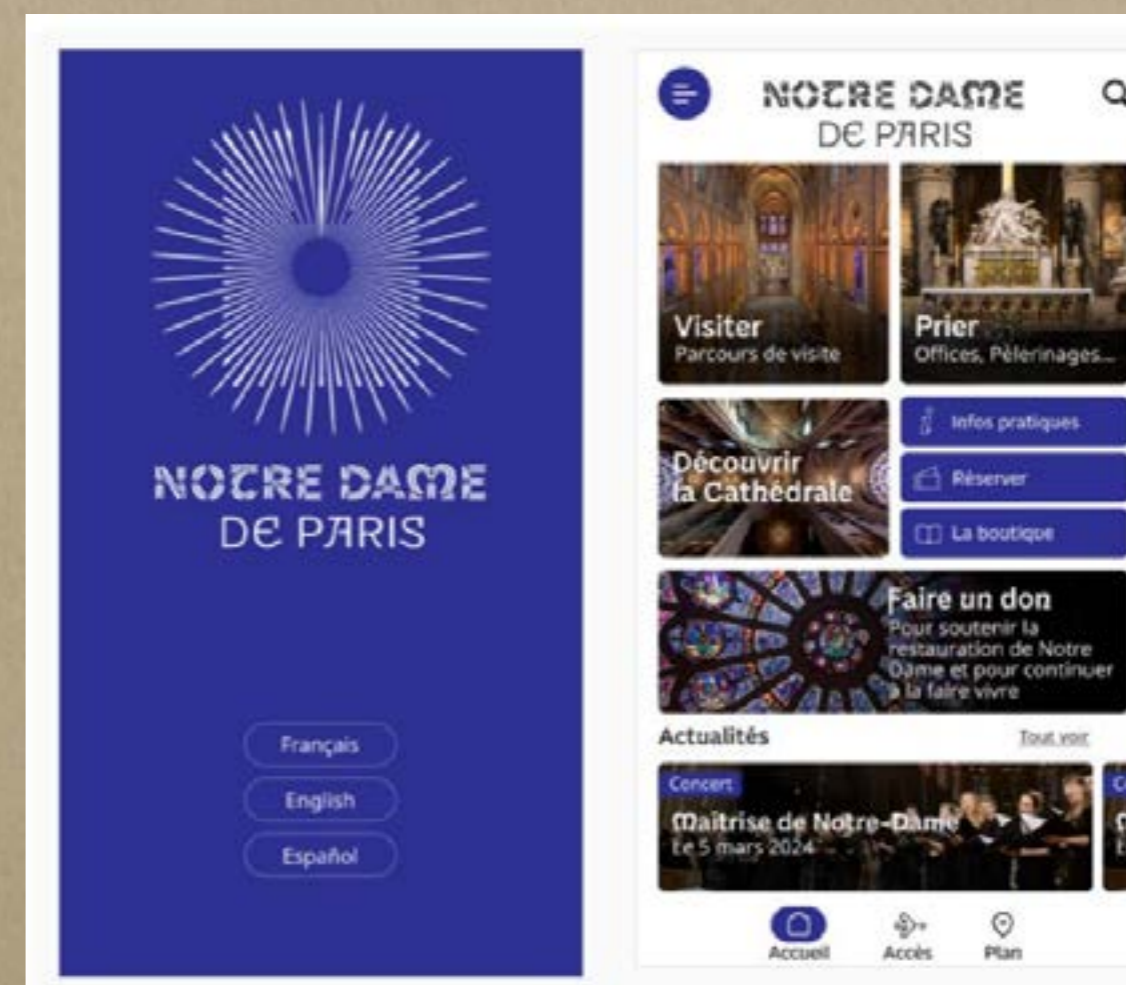 NOTRE DAME
DE PARIS
Français
English
Español
NOTRE DAME
DE PARIS
Visiter
Parcours de visite
Prier
Offices, Pèlerinages...
Découvrir
la Cathédrale
Infos pratiques
Réserver
La boutique
Faire un don
Pour soutenir la
restauration de Notre
Dame et pour continuer
à la faire vivre
Actualités
Tout voir
Concert
Maîtrise de Notre-Dame
Le 5 mars 2024
Accueil
Accès
Plan